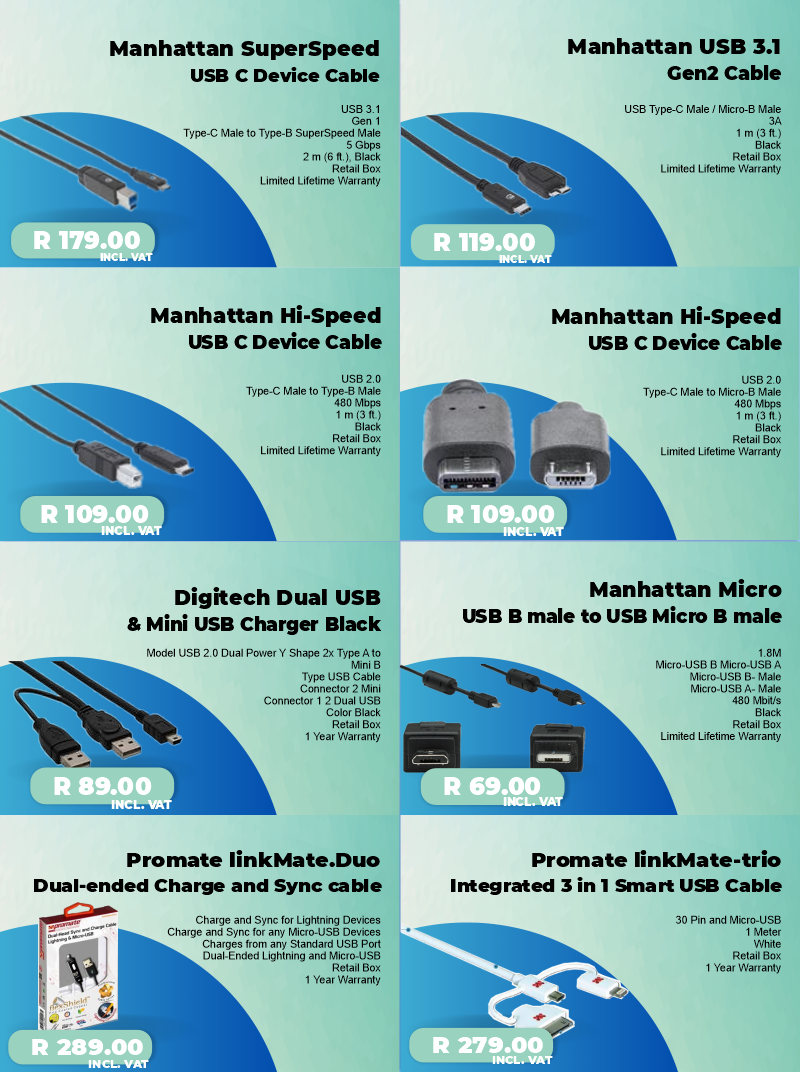 Manhattan SuperSpeed
USB C Device Cable
USB 3.1
Gen 1
Type-C Male to Type-B SuperSpeed Male
5 Gbps
2 m (6 ft.), Black
Retail Box
Limited Lifetime Warranty
R 179.00
INCL. VAT
Manhattan USB 3.1
Gen2 Cable
USB Type-C Male / Micro-B Male
3A
1 m (3 ft.)
Black
Retail Box
Limited Lifetime Warranty
R 119.00
INCL. VAT
Manhattan Hi-Speed
USB C Device Cable
USB 2.0
Type-C Male to Type-B Male
480 Mbps
1 m (3 ft.)
Black
Retail Box
Limited Lifetime Warranty
R 109.00
INCL. VAT
Manhattan Hi-Speed
USB C Device Cable
USB 2.0
Type-C Male to Micro-B Male
480 Mbps
1 m (3 ft.)
Black
Retail Box
Limited Lifetime Warranty
R 109.00
INCL. VAT
Digitech Dual USB
& Mini USB Charger Black
Model USB 2.0 Dual Power Y Shape 2x Type A to
Mini B
Type USB Cable
Connector 2 Mini
Connector 1 2 Dual USB
Color Black
Retail Box
1 Year Warranty
R 89.00
INCL. VAT
Manhattan Micro
USB B male to USB Micro B male
1.8M
Micro-USB B Micro-USB A
Micro-USB B- Male
Micro-USB A- Male
480 Mbit/s
Black
Retail Box
Limited Lifetime Warranty
R 69.00
INCL. VAT
Promate linkMate.Duo
Dual-ended Charge and Sync cable
Charge and Sync for Lightning Devices
Charge and Sync for any Micro-USB Devices
Charges from any Standard USB Port
Dual-Ended Lightning and Micro-USB
Retail Box
1 Year Warranty
Dual-Head Sync and Charge Cable
Lightning & Micro-USB
flexShield
R 289.00
INCL. VAT
Promate linkMate-trio
Integrated 3 in 1 Smart USB Cable
30 Pin and Micro-USB
1 Meter
White
Retail Box
1 Year Warranty
R 279.00
INCL. VAT